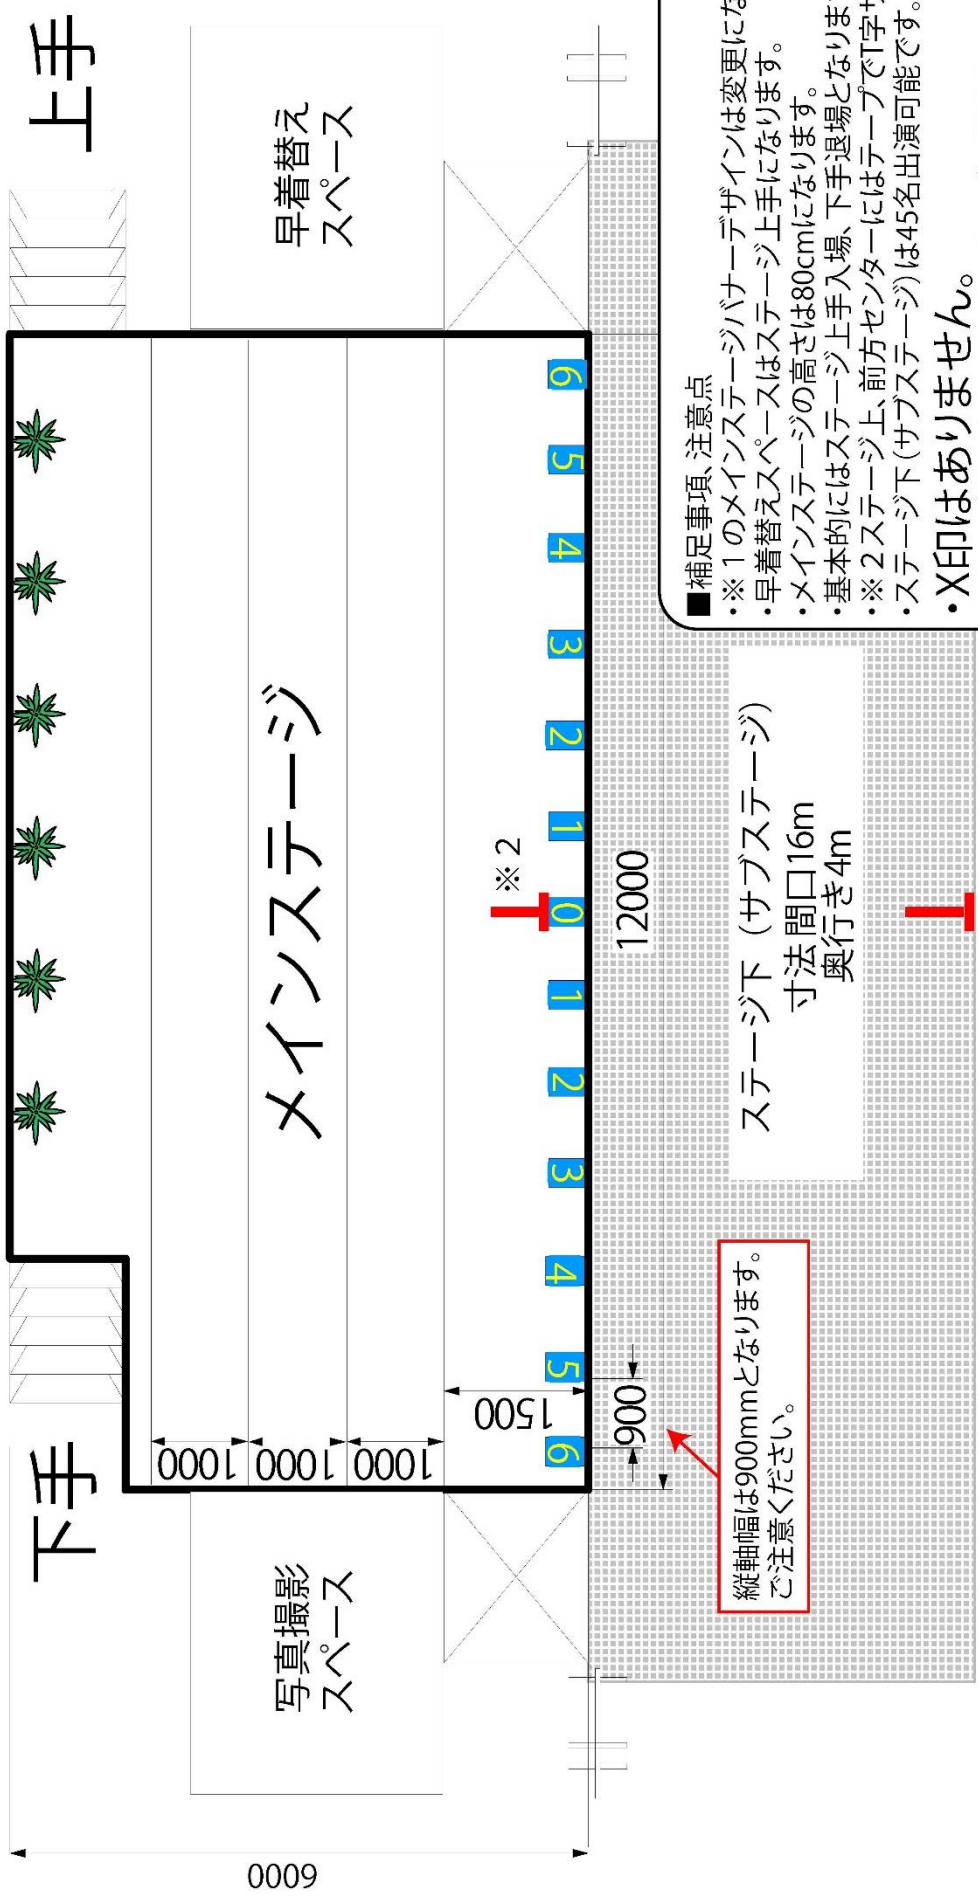 下手
上手
6000
写真撮影
スペース
メインステージ
早着替え
スペース
1000
1000
1000
1500
※2
6 5 4 3 2 1 0 1 2 3 4 5 6
900
12000
縦軸幅は900mmとなります。
ご注意ください。
ステージ下（サブステージ）
寸法間口16m
奥行き4m
■補足事項、注意点
・※1のメインステージバナーデザインは変更にな
・早着替えスペースはステージ上手になります。
・メインステージの高さは80cmになります。
・基本的にはステージ上手入場、下手退場となりま
・※2ステージ上、前方センターにはテープでT字
・ステージ下(サブステージ)は45名出演可能です。
・X印はありません。